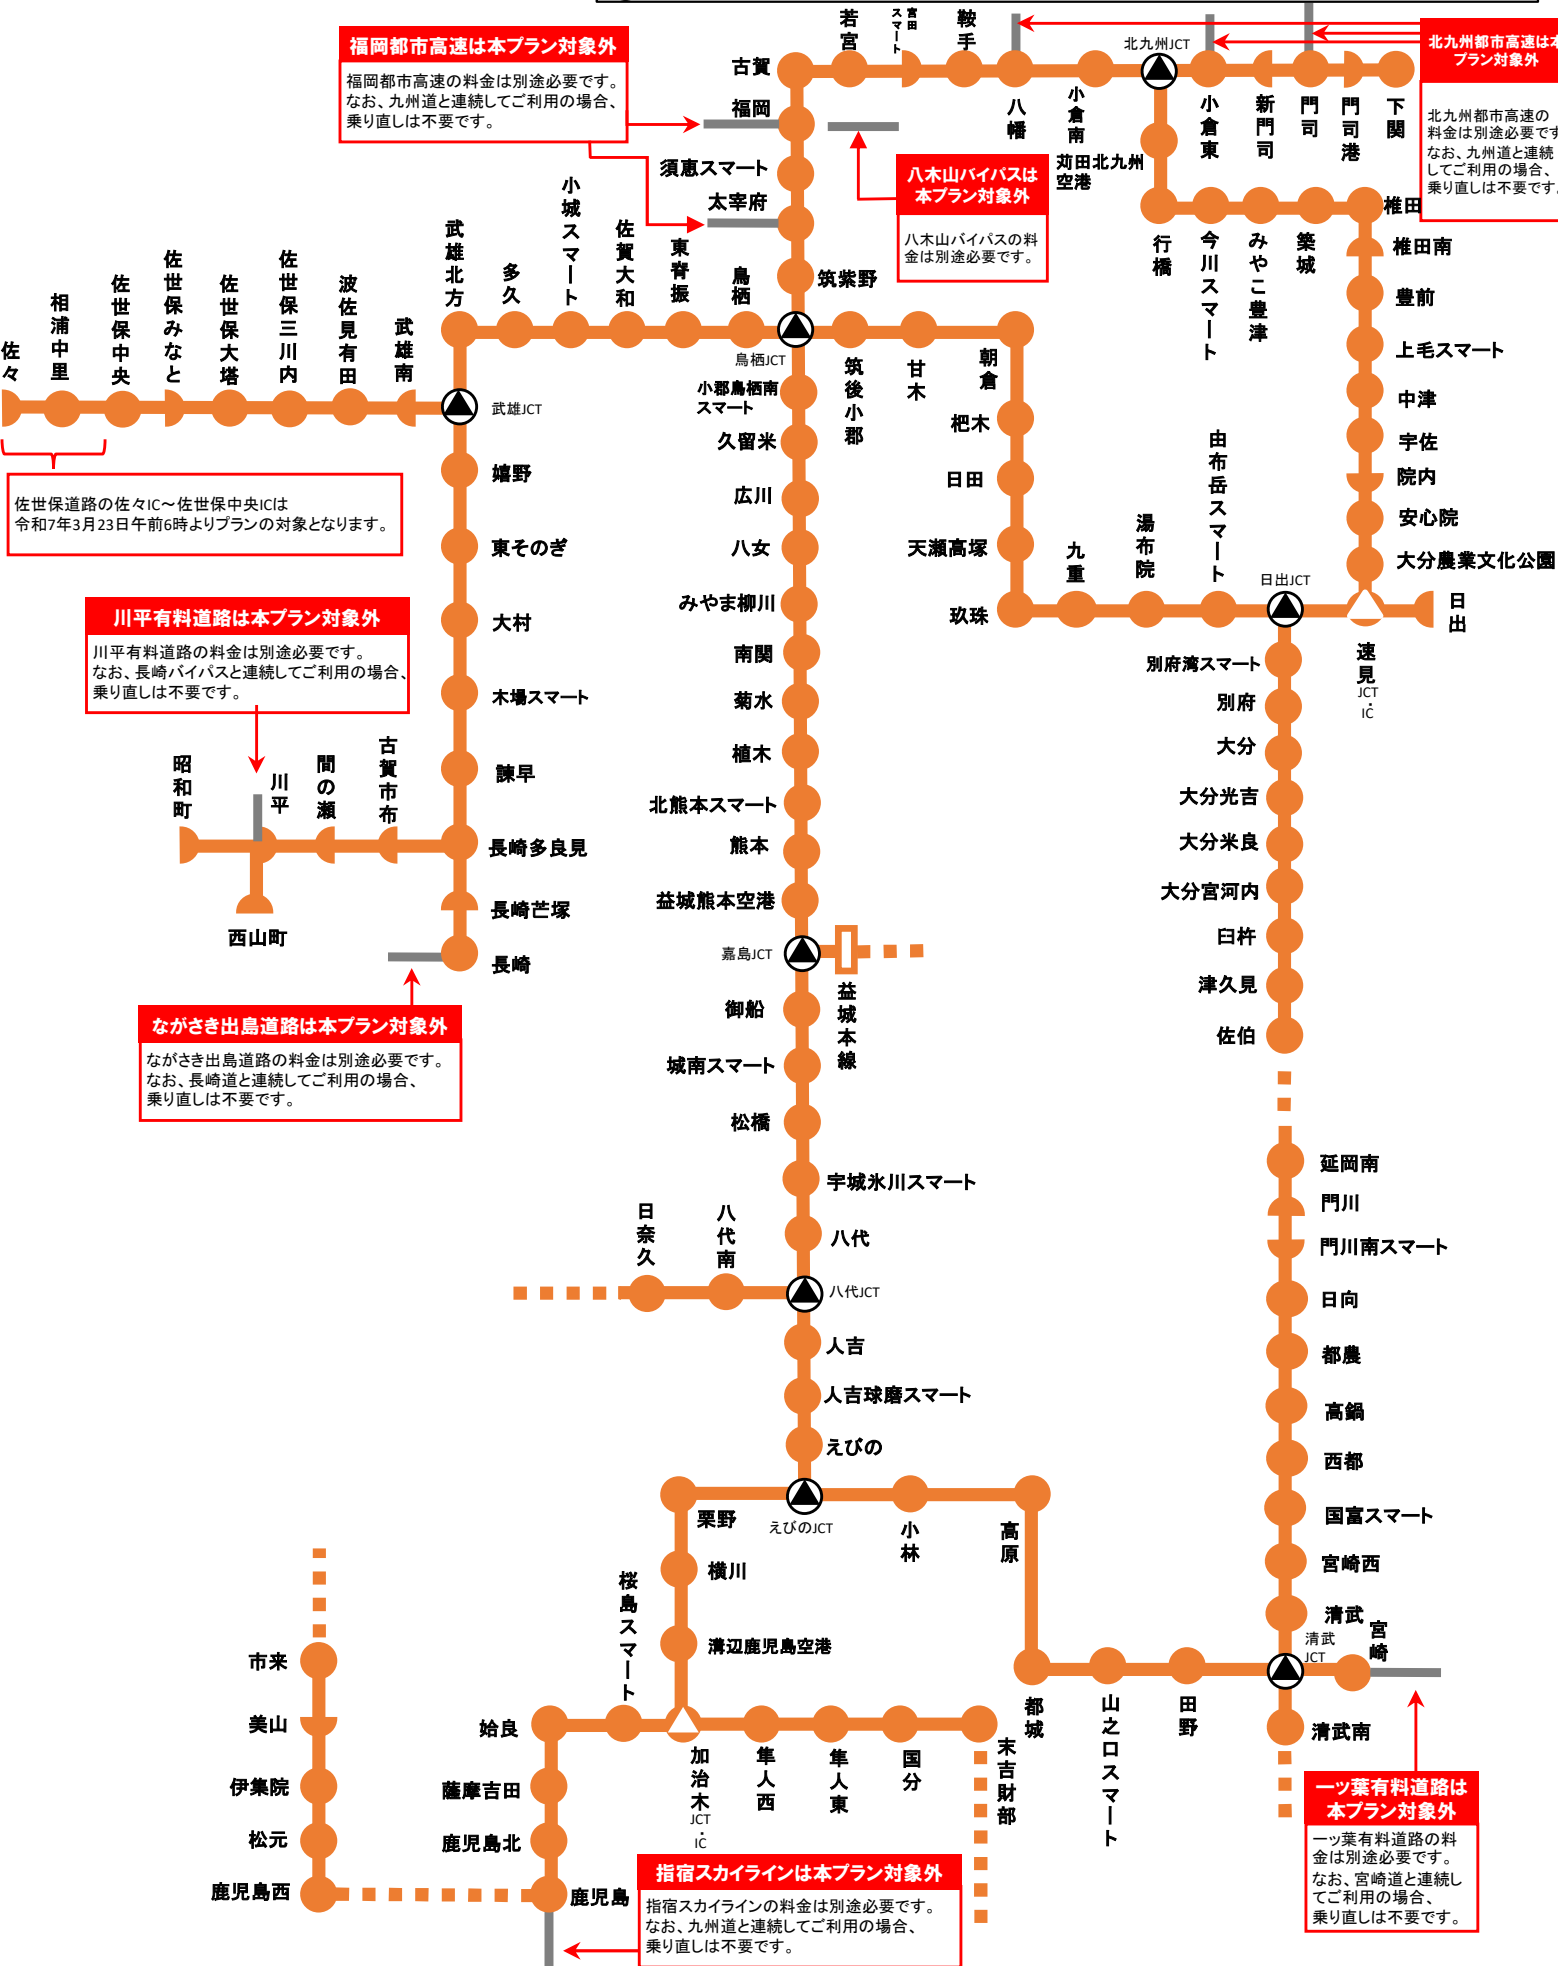 福岡都市高速は本プラン対象外
福岡都市高速の料金は別途必要です。
なお、九州道と連続してご利用の場合、
乗り直しは不要です。
若宮
宮田スマート
鞍手
北九州JCT
古賀
八幡
小倉南
小倉東
新門司
門司
門司港
下関
北九州都市高速は本
プラン対象外
北九州都市高速の
料金は別途必要です
なお、九州道と連続
してご利用の場合、
乗り直しは不要です。
福岡
須恵スマート
太宰府
筑紫野
八木山バイパスは
本プラン対象外
八木山バイパスの料
金は別途必要です。
苅田北九州
空港
行橋
今川スマート
みやこ豊津
築城
椎田
椎田南
豊前
上毛スマート
中津
宇佐
院内
安心院
大分農業文化公園
佐々
相浦中里
佐世保中央
佐世保みなと
佐世保大塔
佐世保三川内
波佐見有田
武雄南
武雄北方
多久
小城スマート
佐賀大和
東脊振
鳥栖
鳥栖JCT
武雄JCT
佐世保道路の佐々IC～佐世保中央ICは
令和7年3月23日午前6時よりプランの対象となります。
小郡鳥栖南
スマート
久留米
広川
八女
みやま柳川
南関
菊水
植木
北熊本スマート
熊本
益城熊本空港
嘉島JCT
益城本線
御船
城南スマート
松橋
宇城氷川スマート
八代
八代JCT
八代南
日奈久
人吉
人吉球磨スマート
えびの
えびのJCT
筑後小郡
甘木
朝倉
杷木
日田
天瀬高塚
玖珠
九重
湯布院
由布岳スマート
日出JCT
速見
JCT
・
IC
日出
嬉野
東そのぎ
大村
木場スマート
諫早
長崎多良見
長崎芒塚
長崎
川平有料道路は本プラン対象外
川平有料道路の料金は別途必要です。
なお、長崎バイパスと連続してご利用の場合、
乗り直しは不要です。
昭和町
川平
間の瀬
古賀市布
西山町
ながさき出島道路は本プラン対象外
ながさき出島道路の料金は別途必要です。
なお、長崎道と連続してご利用の場合、
乗り直しは不要です。
別府湾スマート
別府
大分
大分光吉
大分米良
大分宮河内
臼杵
津久見
佐伯
延岡南
門川
門川南スマート
日向
都農
高鍋
西都
国富スマート
宮崎西
清武
清武
JCT
宮崎
清武南
小林
高原
都城
山之口スマート
田野
栗野
横川
溝辺鹿児島空港
桜島スマート
姶良
加治木
JCT
・
IC
隼人西
隼人東
国分
末吉財部
薩摩吉田
鹿児島北
鹿児島
市来
美山
伊集院
松元
鹿児島西
指宿スカイラインは本プラン対象外
指宿スカイラインの料金は別途必要です。
なお、九州道と連続してご利用の場合、
乗り直しは不要です。
一ツ葉有料道路は
本プラン対象外
一ツ葉有料道路の料
金は別途必要です。
なお、宮崎道と連続し
てご利用の場合、
乗り直しは不要です。